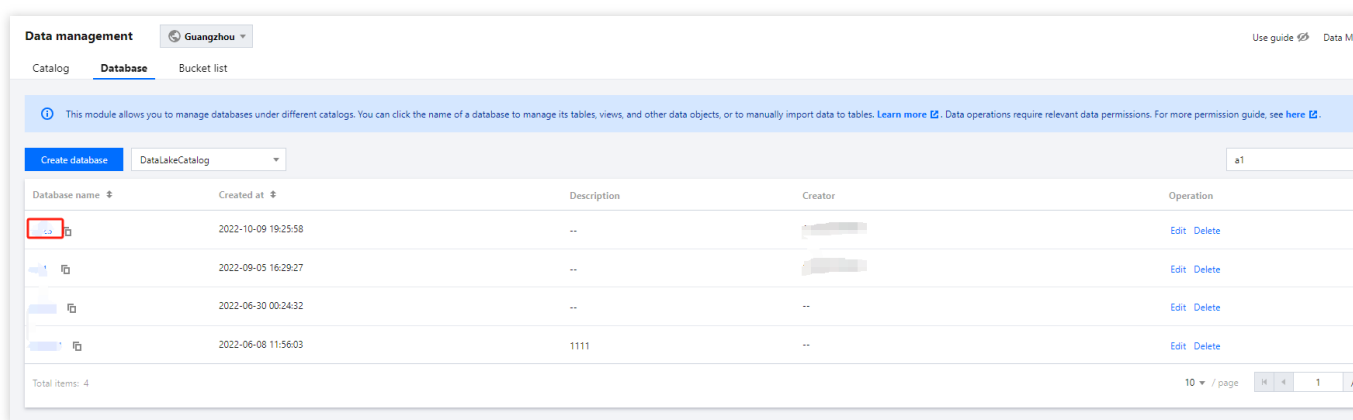 Data management Guangzhou Use guide Data M
Catalog Database Bucket list
This module allows you to manage databases under different catalogs. You can click the name of a database to manage its tables, views, and other data objects, or to manually import data to tables. Learn more . Data operations require relevant data permissions. For more permission guide, see here .
Create database DataLakeCatalog a1
Database name Created at Description Creator Operation
2022-10-09 19:25:58 -- Edit Delete
2022-09-05 16:29:27 -- Edit Delete
2022-06-30 00:24:32 -- -- Edit Delete
2022-06-08 11:56:03 1111 -- Edit Delete
Total items: 4 10 / page 1 /